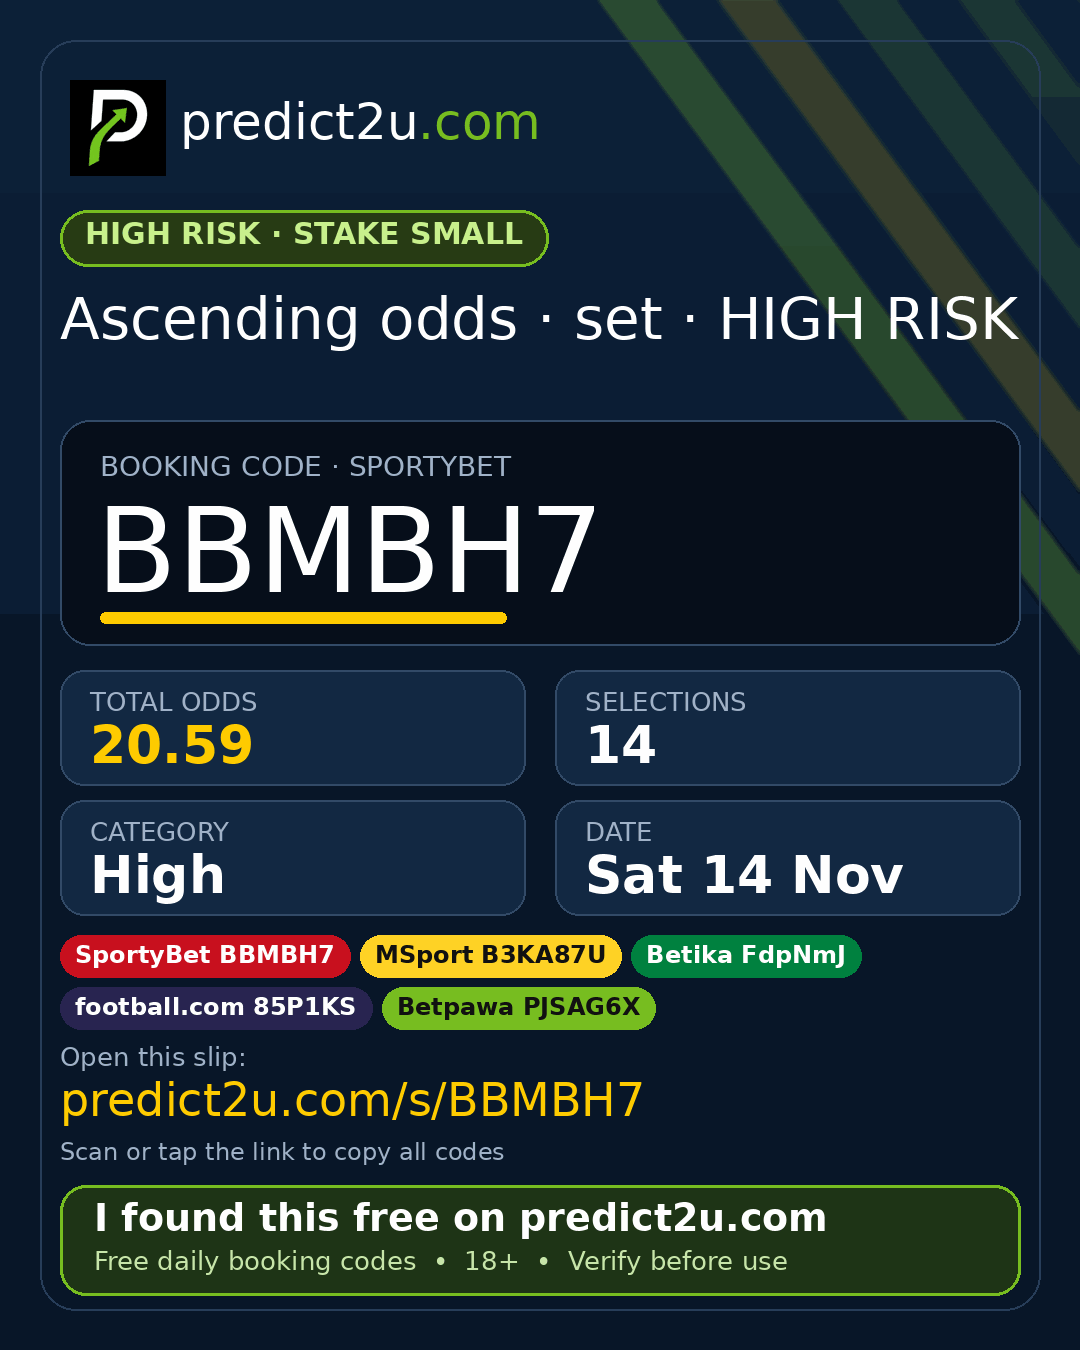 predict2u.com
HIGH RISK · STAKE SMALL
Ascending odds · set · HIGH RISK
BOOKING CODE · SPORTYBET
BBMBH7
TOTAL ODDS
20.59
SELECTIONS
14
CATEGORY
High
DATE
Sat 14 Nov
SportyBet BBMBH7
MSport B3KA87U
Betika FdpNmJ
football.com 85P1KS
Betpawa PJSAG6X
Open this slip:
predict2u.com/s/BBMBH7
Scan or tap the link to copy all codes
I found this free on predict2u.com
Free daily booking codes • 18+ • Verify before use